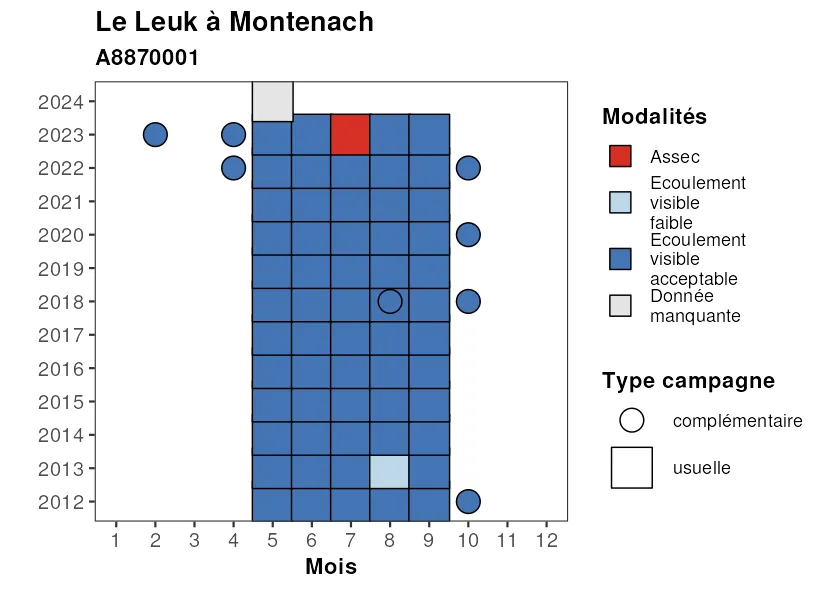 Le Leuk à Montenach
A8870001
2024
2023
2022
2021
2020
2019
2018
2017
2016
2015
2014
2013
2012
1 2 3 4 5 6 7 8 9 10 11 12
Mois
Modalités
Assec
Ecoulement
visible
faible
Ecoulement
visible
acceptable
Donnée
manquante
Type campagne
complémentaire
usuelle